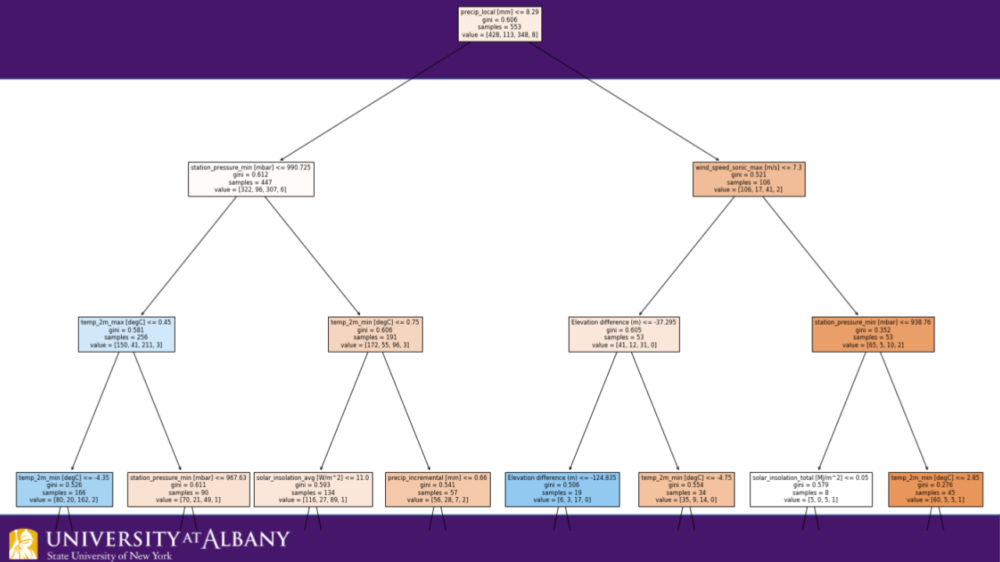 precip_local [mm] <= 8.29
gini = 0.606
samples = 553
value = [428, 113, 348, 8]
station_pressure_min [mbar] <= 990.725
gini = 0.612
samples = 447
value = [322, 96, 307, 6]
wind_speed_sonic_max [m/s] <= 7.3
gini = 0.521
samples = 106
value = [106, 17, 41, 2]
temp_2m_max [degC] <= 0.45
gini = 0.581
samples = 256
value = [150, 41, 211, 3]
temp_2m_min [degC] <= 0.75
gini = 0.606
samples = 191
value = [172, 55, 96, 3]
Elevation difference (m) <= -37.295
gini = 0.605
samples = 53
value = [41, 12, 31, 0]
station_pressure_min [mbar] <= 938.76
gini = 0.352
samples = 53
value = [65, 5, 10, 2]
temp_2m_min [degC] <= -4.35
gini = 0.526
samples = 166
value = [80, 20, 162, 2]
station_pressure_min [mbar] <= 967.63
gini = 0.611
samples = 90
value = [70, 21, 49, 1]
solar_insolation_avg [W/m^2] <= 11.0
gini = 0.593
samples = 134
value = [116, 27, 89, 1]
precip_incremental [mm] <= 0.66
gini = 0.541
samples = 57
value = [56, 28, 7, 2]
Elevation difference (m) <= -124.835
gini = 0.506
samples = 19
value = [6, 3, 17, 0]
temp_2m_min [degC] <= -4.75
gini = 0.554
samples = 34
value = [35, 9, 14, 0]
solar_insolation_total [MJ/m^2] <= 0.05
gini = 0.579
samples = 8
value = [5, 0, 5, 1]
temp_2m_min [degC] <= 2.85
gini = 0.276
samples = 45
value = [60, 5, 5, 1]
UNIVERSITY AT ALBANY
State University of New York